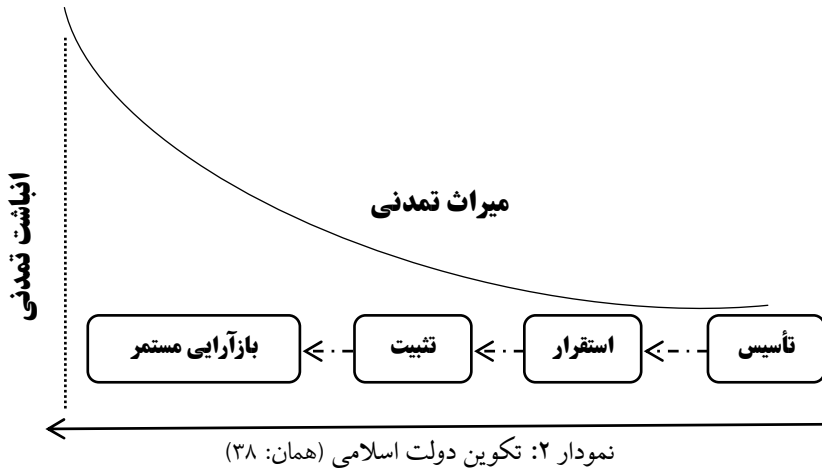 انباشت تمدنی
میراث تمدنی
تأسیس
استقرار
تثبیت
بازآرایی مستمر
نمودار ۲: تکوین دولت اسلامی (همان: ۳۸)